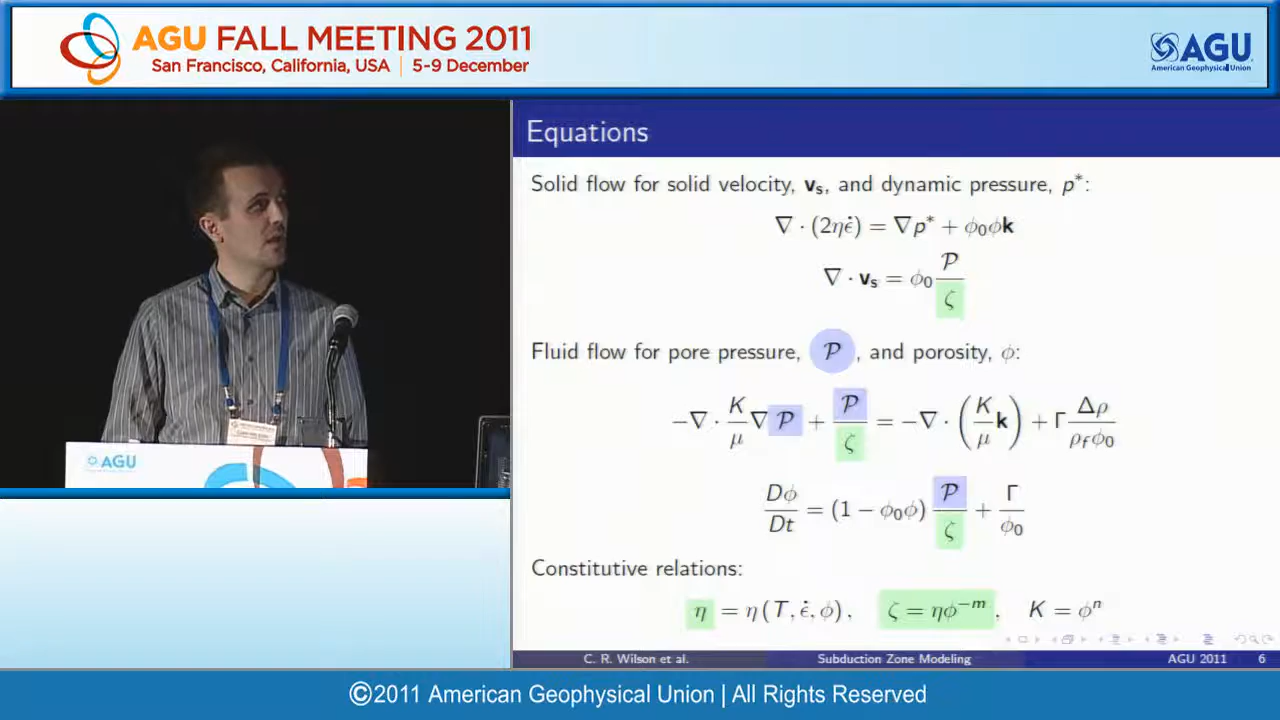 AGU FALL MEETING 2011
San Francisco, California, USA | 5-9 December
AGU
American Geophysical Union
Equations
Solid flow for solid velocity, vₛ, and dynamic pressure, p*:
∇ · (2ηε̇) = ∇p* + ϕ₀ϕk
∇ · vₛ = ϕ₀ 𝒫/ζ
Fluid flow for pore pressure, 𝒫, and porosity, ϕ:
−∇ · K/μ ∇𝒫 + 𝒫/ζ = −∇ · (K/μ k) + Γ Δρ/(ρ_f ϕ₀)
Dϕ/Dt = (1 − ϕ₀ϕ) 𝒫/ζ + Γ/ϕ₀
Constitutive relations:
η = η(T, ε̇, ϕ), ζ = ηϕ⁻ᵐ, K = ϕⁿ
C. R. Wilson et al. Subduction Zone Modeling AGU 2011 6
AGU
©2011 American Geophysical Union | All Rights Reserved